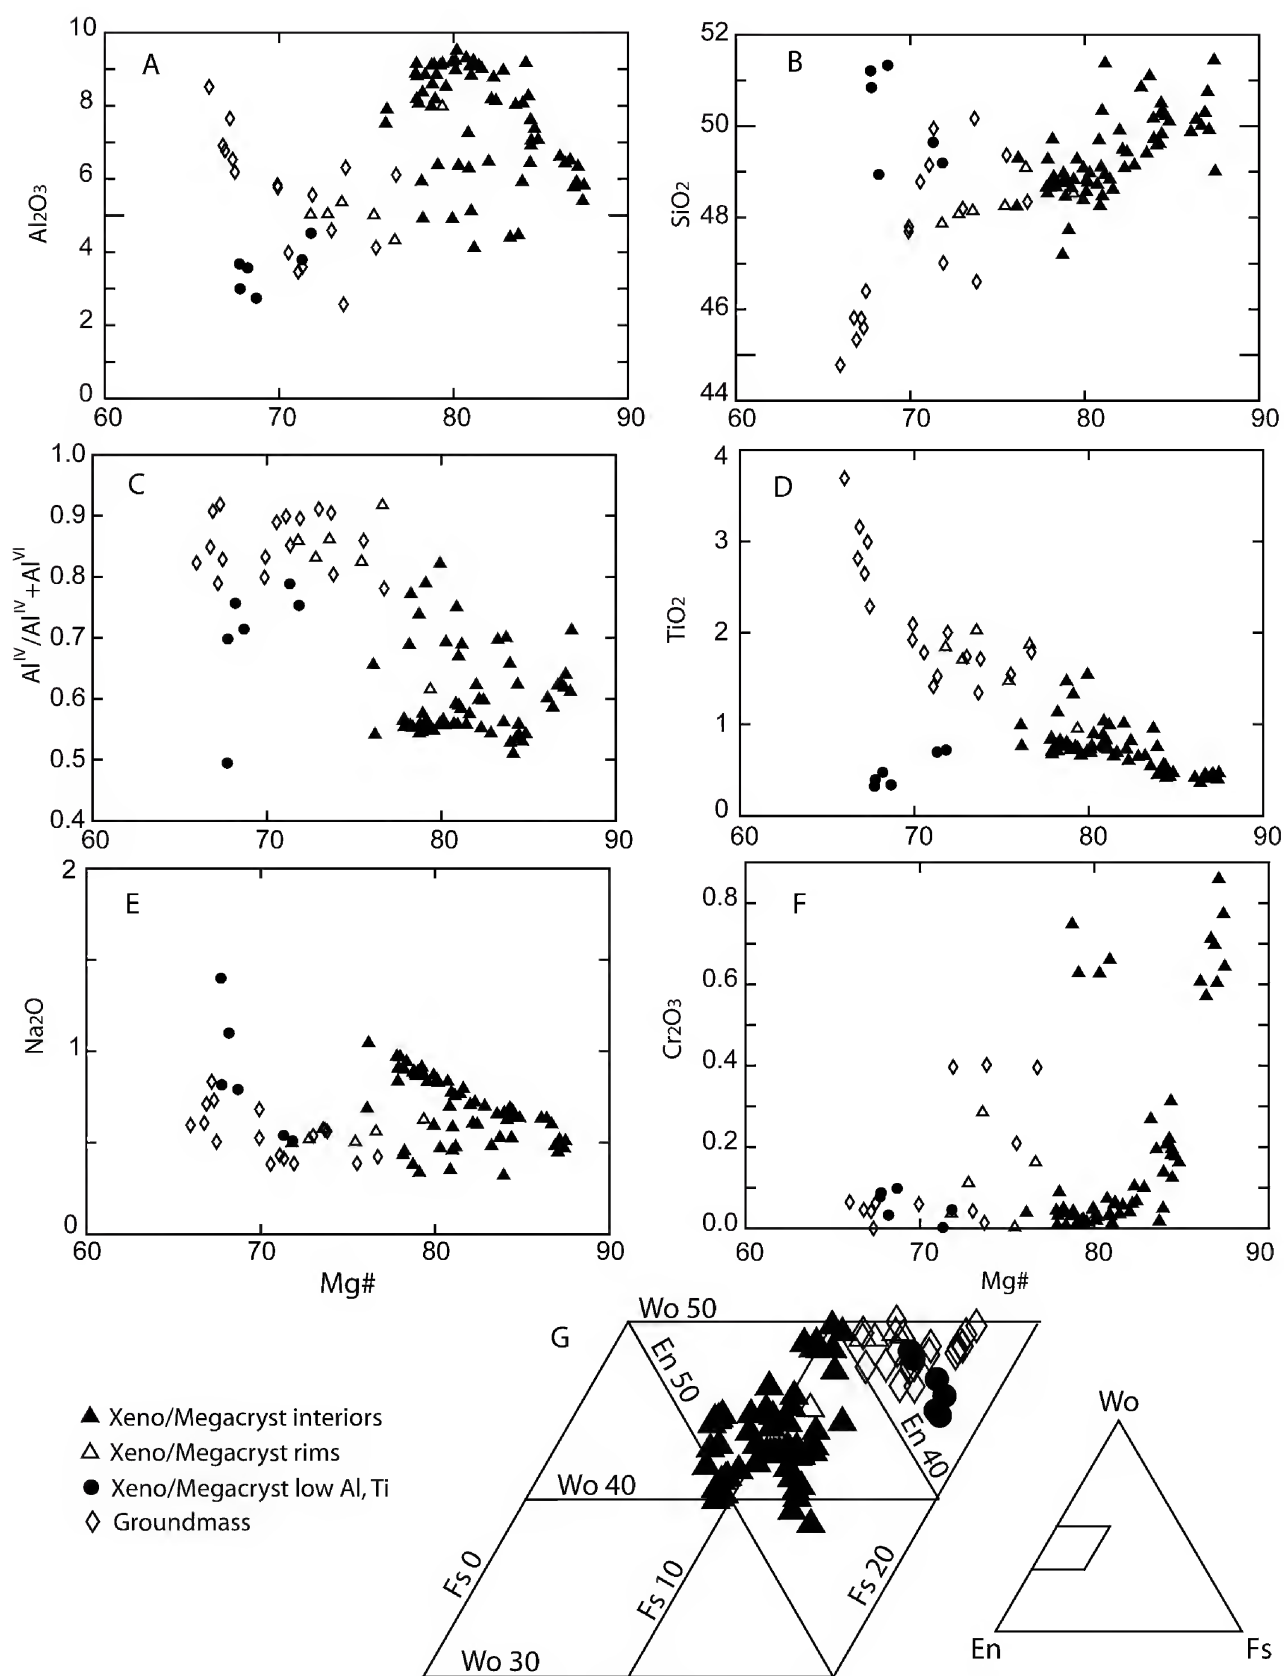 A
Al2O3
10
8
6
4
2
0
60 70 80 90
B
SiO2
52
50
48
46
44
60 70 80 90
C
Al^IV/Al^IV+Al^VI
1.0
0.9
0.8
0.7
0.6
0.5
0.4
60 70 80 90
D
TiO2
4
3
2
1
0
60 70 80 90
E
Na2O
2
1
0
60 70 80 90
Mg#
F
Cr2O3
0.8
0.6
0.4
0.2
0.0
60 70 80 90
Mg#
G
Wo 50
En 50
En 40
Wo 40
Fs 0
Fs 10
Fs 20
Wo 30
Xeno/Megacryst interiors
Xeno/Megacryst rims
Xeno/Megacryst low Al, Ti
Groundmass
Wo
En
Fs